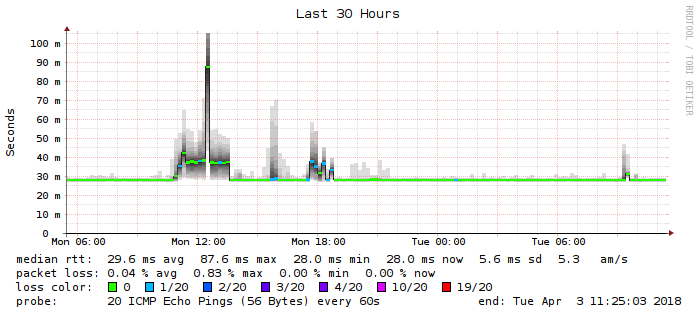 Last 30 Hours
RRDTOOL / TOBI OETIKER
Seconds
100 m
90 m
80 m
70 m
60 m
50 m
40 m
30 m
20 m
10 m
0
Mon 06:00 Mon 12:00 Mon 18:00 Tue 00:00 Tue 06:00
median rtt: 29.6 ms avg 87.6 ms max 28.0 ms min 28.0 ms now 5.6 ms sd 5.3 am/s
packet loss: 0.04 % avg 0.83 % max 0.00 % min 0.00 % now
loss color: 0 1/20 2/20 3/20 4/20 10/20 19/20
probe: 20 ICMP Echo Pings (56 Bytes) every 60s end: Tue Apr 3 11:25:03 2018